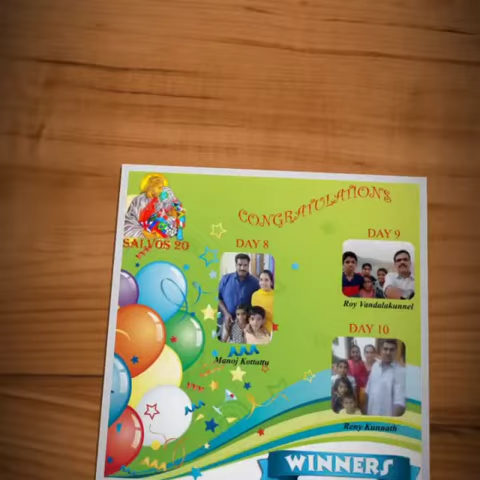 CONGRATULATIONS
SALVOS 20
DAY 8
DAY 9
Manoj Kottattu
Roy Vandalakunnel
DAY 10
Reny Kunnath
WINNERS